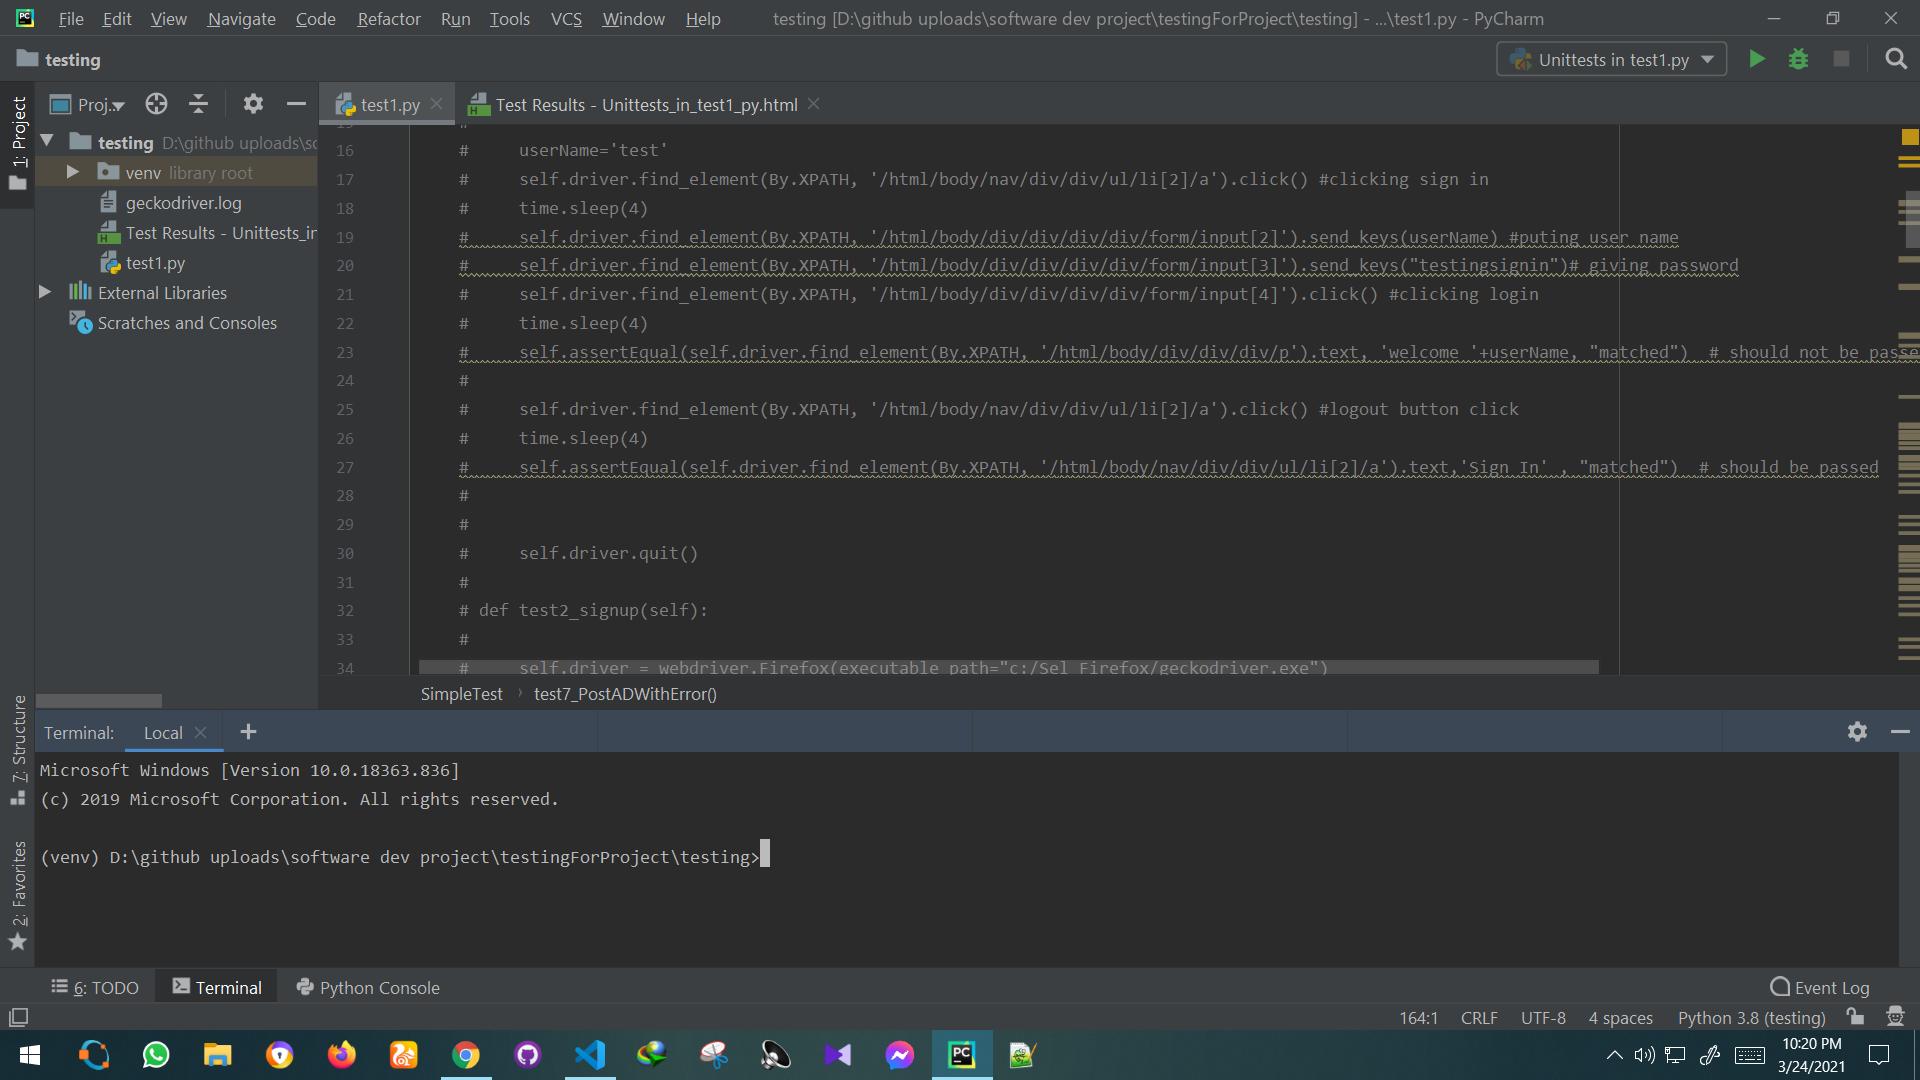 File Edit View Navigate Code Refactor Run Tools VCS Window Help testing [D:\github uploads\software dev project\testingForProject\testing] - ...\test1.py - PyCharm
testing
Unittests in test1.py
1: Project
Proj..
test1.py
Test Results - Unittests_in_test1_py.html
testing D:\github uploads\so
venv library root
geckodriver.log
Test Results - Unittests_in
test1.py
External Libraries
Scratches and Consoles
16 # userName='test'
17 # self.driver.find_element(By.XPATH, '/html/body/nav/div/div/ul/li[2]/a').click() #clicking sign in
18 # time.sleep(4)
19 # self.driver.find_element(By.XPATH, '/html/body/div/div/div/div/form/input[2]').send_keys(userName) #puting user name
20 # self.driver.find_element(By.XPATH, '/html/body/div/div/div/div/form/input[3]').send_keys("testingsignin")# giving password
21 # self.driver.find_element(By.XPATH, '/html/body/div/div/div/div/form/input[4]').click() #clicking login
22 # time.sleep(4)
23 # self.assertEqual(self.driver.find_element(By.XPATH, '/html/body/div/div/div/p').text, 'welcome '+userName, "matched") # should not be passe
24 #
25 # self.driver.find_element(By.XPATH, '/html/body/nav/div/div/ul/li[2]/a').click() #logout button click
26 # time.sleep(4)
27 # self.assertEqual(self.driver.find_element(By.XPATH, '/html/body/nav/div/div/ul/li[2]/a').text,'Sign In' , "matched") # should be passed
28 #
29 #
30 # self.driver.quit()
31 #
32 # def test2_signup(self):
33 #
34 # self.driver = webdriver.Firefox(executable_path="c:/Sel_Firefox/geckodriver.exe")
SimpleTest › test7_PostADWithError()
7: Structure
2: Favorites
Terminal: Local
Microsoft Windows [Version 10.0.18363.836]
(c) 2019 Microsoft Corporation. All rights reserved.
(venv) D:\github uploads\software dev project\testingForProject\testing>
6: TODO Terminal Python Console Event Log
164:1 CRLF UTF-8 4 spaces Python 3.8 (testing)
10:20 PM
3/24/2021